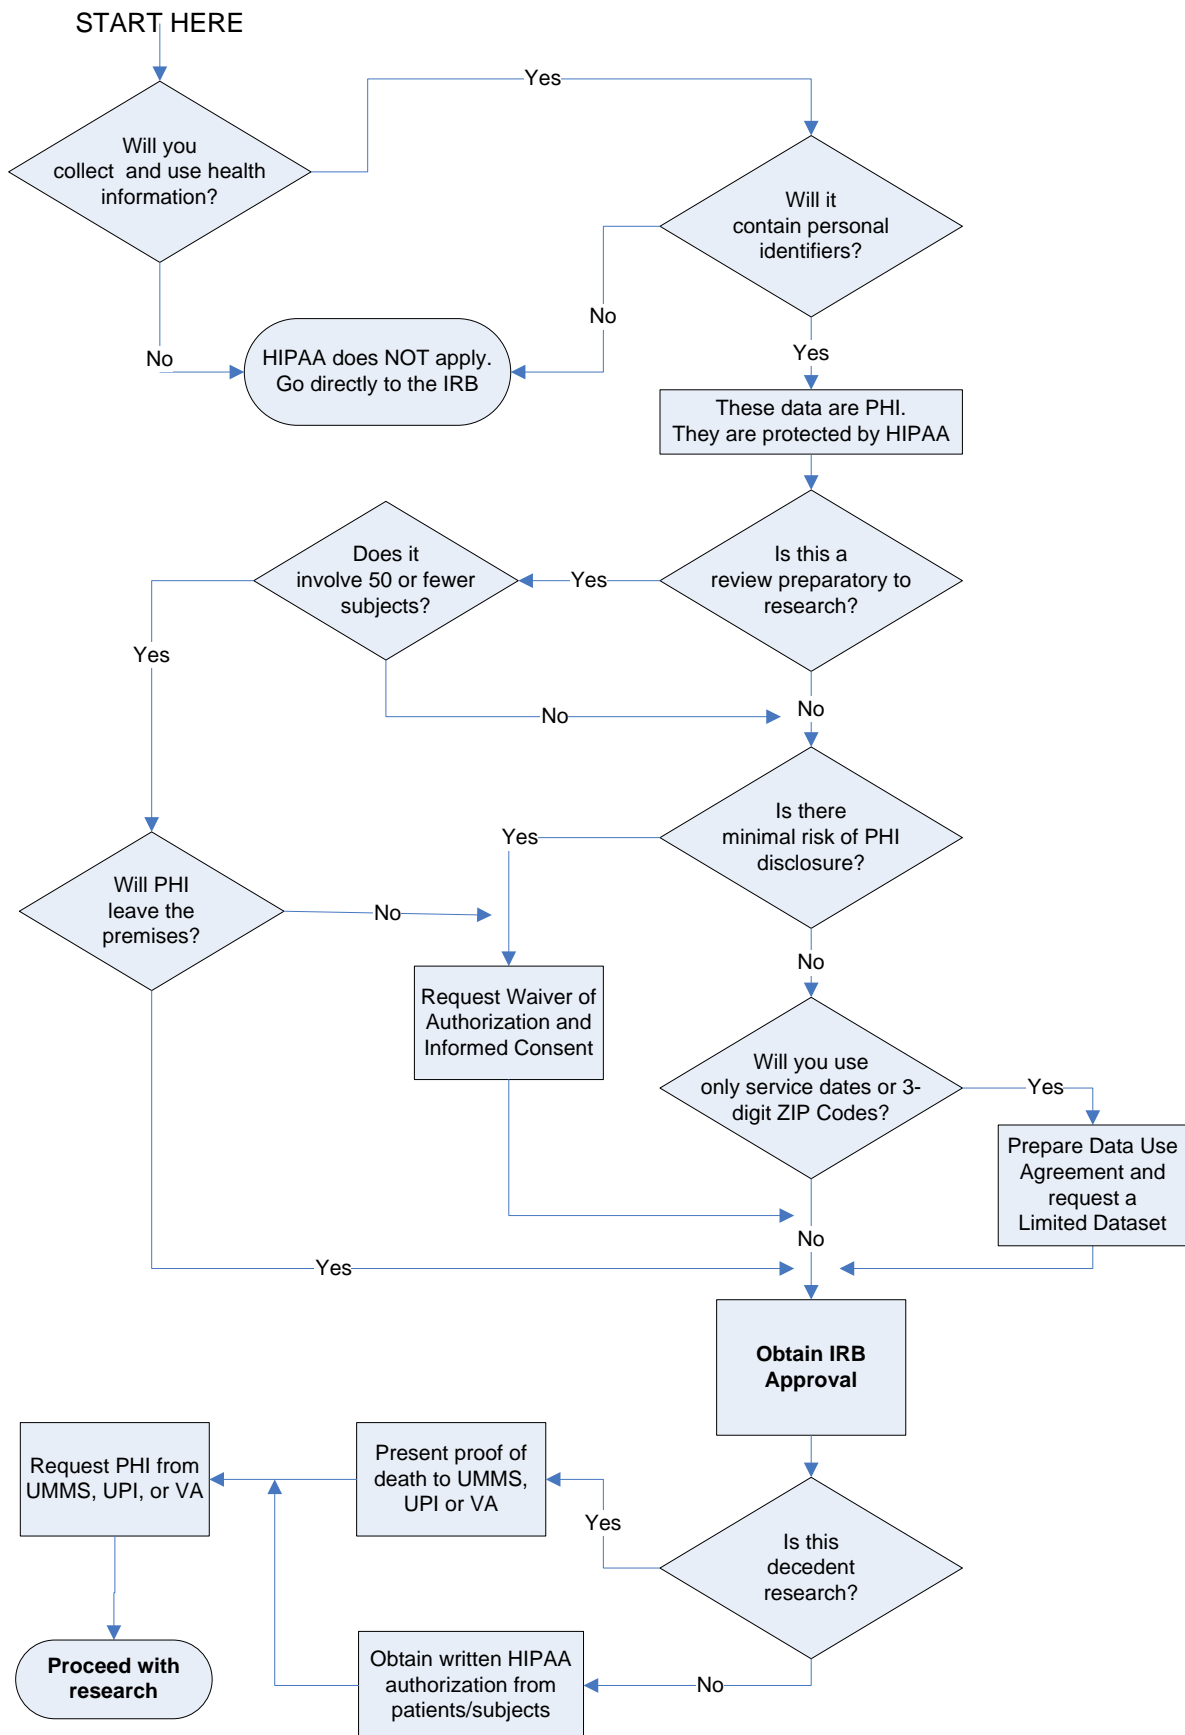 START HERE
Yes
Will you
collect and use health
information?
Will it
contain personal
identifiers?
No
No
HIPAA does NOT apply.
Go directly to the IRB
Yes
These data are PHI.
They are protected by HIPAA
Does it
involve 50 or fewer
subjects?
Yes
Is this a
review preparatory to
research?
Yes
No
No
Is there
minimal risk of PHI
disclosure?
Yes
Will PHI
leave the
premises?
No
No
Request Waiver of
Authorization and
Informed Consent
Will you use
only service dates or 3-
digit ZIP Codes?
Yes
Prepare Data Use
Agreement and
request a
Limited Dataset
No
Yes
Obtain IRB
Approval
Request PHI from
UMMS, UPI, or VA
Present proof of
death to UMMS,
UPI or VA
Yes
Is this
decedent
research?
Proceed with
research
Obtain written HIPAA
authorization from
patients/subjects
No